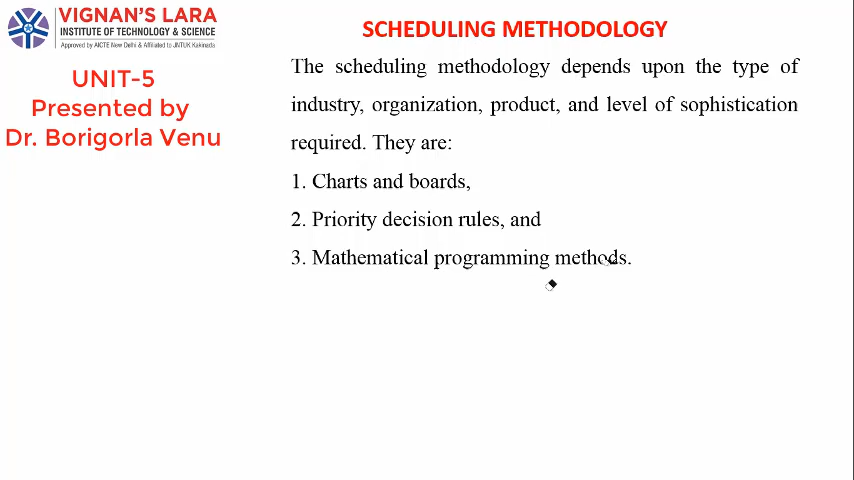 VIGNAN'S LARA
INSTITUTE OF TECHNOLOGY & SCIENCE
Approved by AICTE New Delhi & Affiliated to JNTUK Kakinada
UNIT-5
Presented by
Dr. Borigorla Venu
SCHEDULING METHODOLOGY
The scheduling methodology depends upon the type of
industry, organization, product, and level of sophistication
required. They are:
1. Charts and boards,
2. Priority decision rules, and
3. Mathematical programming methods.